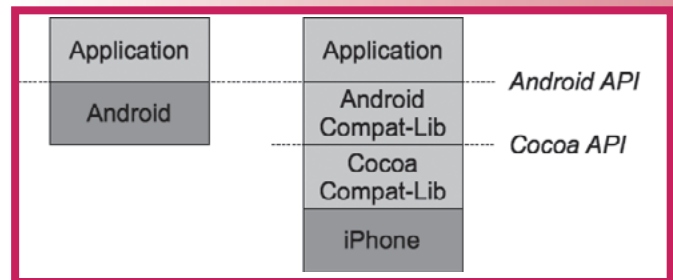 Application
Application
Android API
Android
Android
Compat-Lib
Cocoa API
Cocoa
Compat-Lib
iPhone